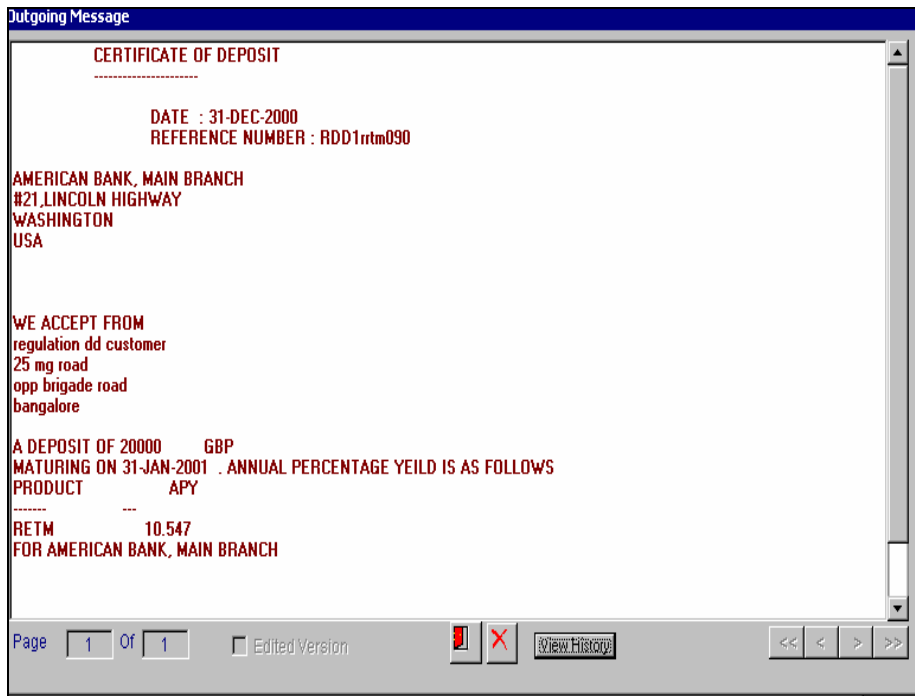 Outgoing Message
CERTIFICATE OF DEPOSIT
----------------------
DATE : 31-DEC-2000
REFERENCE NUMBER : RDD1rrtm090
AMERICAN BANK, MAIN BRANCH
#21,LINCOLN HIGHWAY
WASHINGTON
USA
WE ACCEPT FROM
regulation dd customer
25 mg road
opp brigade road
bangalore
A DEPOSIT OF 20000 GBP
MATURING ON 31-JAN-2001 . ANNUAL PERCENTAGE YEILD IS AS FOLLOWS
PRODUCT APY
------- ---
RETM 10.547
FOR AMERICAN BANK, MAIN BRANCH
Page 1 Of 1 Edited Version View History << < > >>